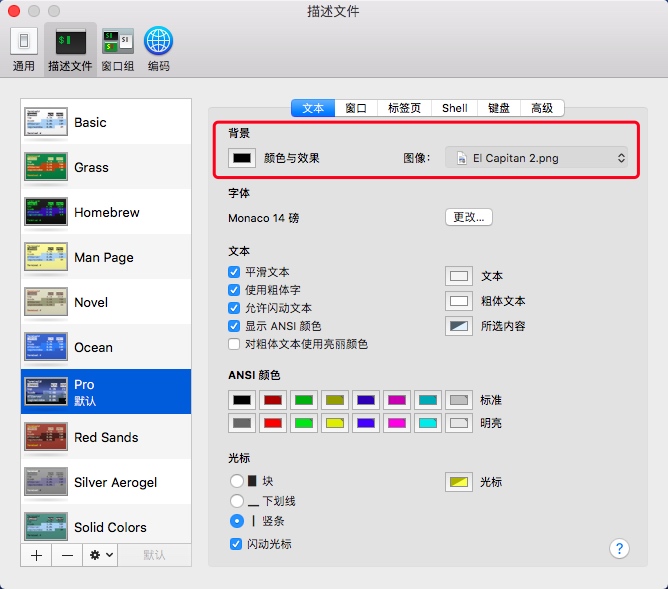 描述文件
通用
描述文件
窗口组
编码
Basic
Grass
Homebrew
Man Page
Novel
Ocean
Pro
默认
Red Sands
Silver Aerogel
Solid Colors
默认
文本 窗口 标签页 Shell 键盘 高级
背景
颜色与效果 图像： El Capitan 2.png
字体
Monaco 14 磅 更改...
文本
平滑文本 文本
使用粗体字
允许闪动文本 粗体文本
显示 ANSI 颜色 所选内容
对粗体文本使用亮丽颜色
ANSI 颜色
标准
明亮
光标
块 光标
下划线
竖条
闪动光标
?